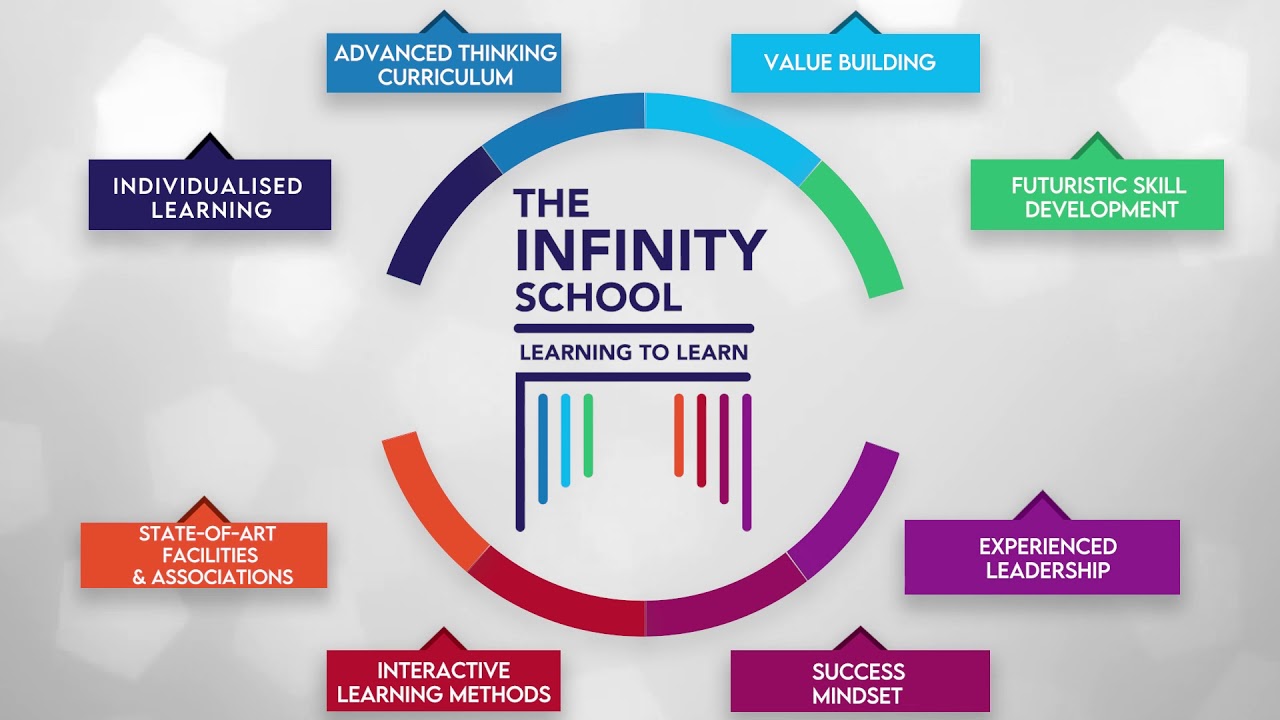 ADVANCED THINKING
CURRICULUM
VALUE BUILDING
INDIVIDUALISED
LEARNING
FUTURISTIC SKILL
DEVELOPMENT
THE
INFINITY
SCHOOL
LEARNING TO LEARN
STATE-OF-ART
FACILITIES
& ASSOCIATIONS
EXPERIENCED
LEADERSHIP
INTERACTIVE
LEARNING METHODS
SUCCESS
MINDSET